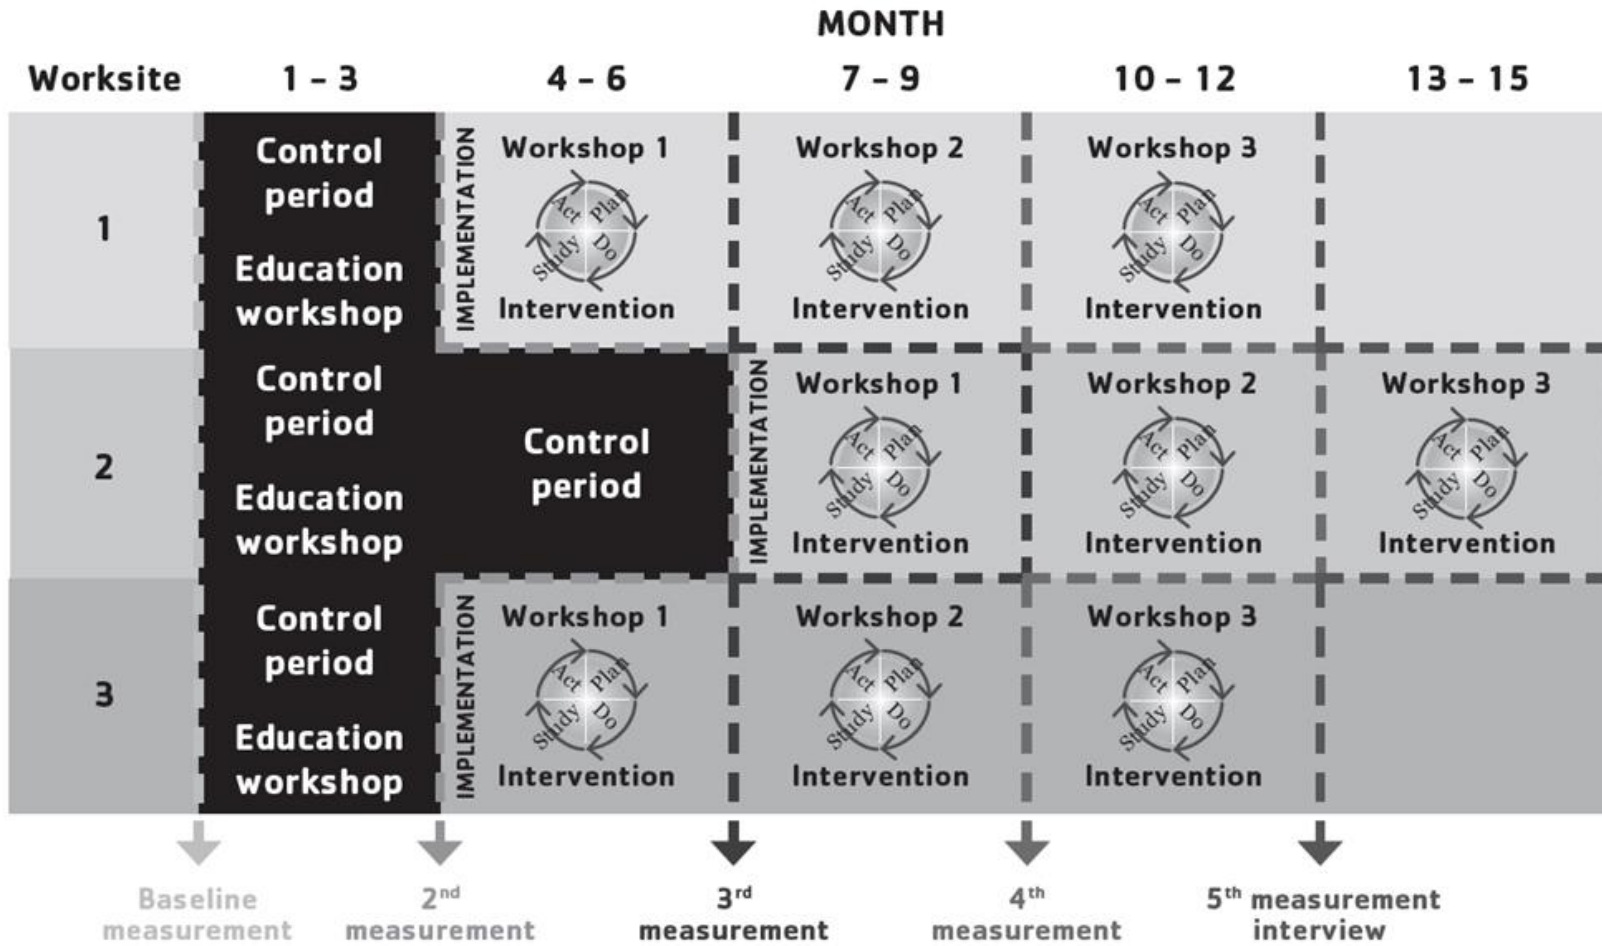 MONTH
Worksite 1 – 3 4 – 6 7 – 9 10 – 12 13 – 15
1
Control
period
Education
workshop
IMPLEMENTATION
Workshop 1
Act Plan
Study Do
Intervention
Workshop 2
Act Plan
Study Do
Intervention
Workshop 3
Act Plan
Study Do
Intervention
2
Control
period
Education
workshop
Control
period
IMPLEMENTATION
Workshop 1
Act Plan
Study Do
Intervention
Workshop 2
Act Plan
Study Do
Intervention
Workshop 3
Act Plan
Study Do
Intervention
3
Control
period
Education
workshop
IMPLEMENTATION
Workshop 1
Act Plan
Study Do
Intervention
Workshop 2
Act Plan
Study Do
Intervention
Workshop 3
Act Plan
Study Do
Intervention
Baseline
measurement
2nd
measurement
3rd
measurement
4th
measurement
5th measurement
interview